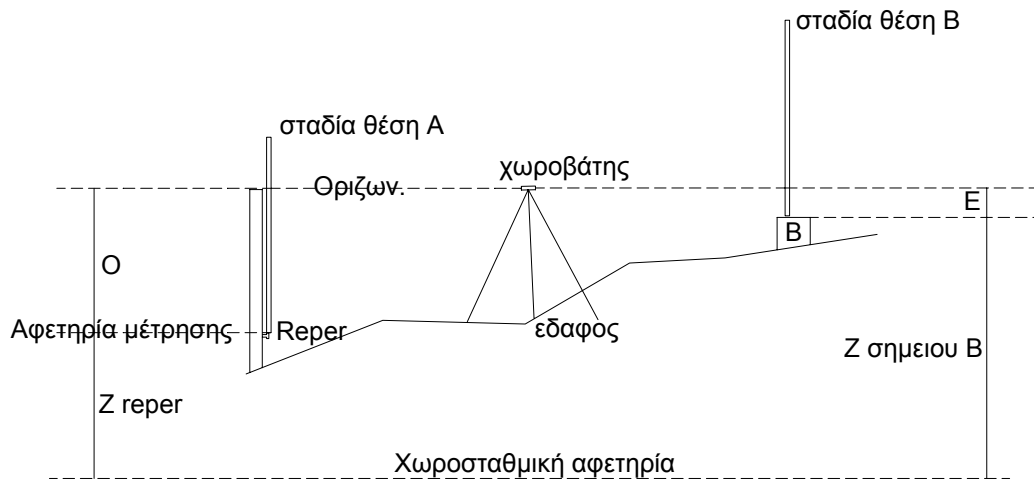 σταδία θέση Β
σταδία θέση Α
χωροβάτης
Οριζων.
Ε
Β
Ο
Αφετηρία μέτρησης
Reper
εδαφος
Ζ σημειου Β
Z reper
Χωροσταθμική αφετηρία